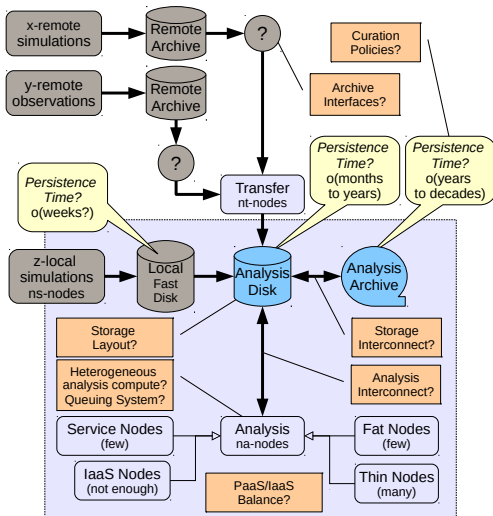 x-remote
simulations
Remote
Archive
?
Curation
Policies?
y-remote
observations
Remote
Archive
Archive
Interfaces?
?
Persistence
Time?
o(weeks?)
Transfer
nt-nodes
Persistence
Time?
o(months
to years)
Persistence
Time?
o(years
to decades)
z-local
simulations
ns-nodes
Local
Fast
Disk
Analysis
Disk
Analysis
Archive
Storage
Layout?
Storage
Interconnect?
Heterogeneous
analysis compute?
Queuing System?
Analysis
Interconnect?
Service Nodes
(few)
Analysis
na-nodes
Fat Nodes
(few)
IaaS Nodes
(not enough)
PaaS/IaaS
Balance?
Thin Nodes
(many)